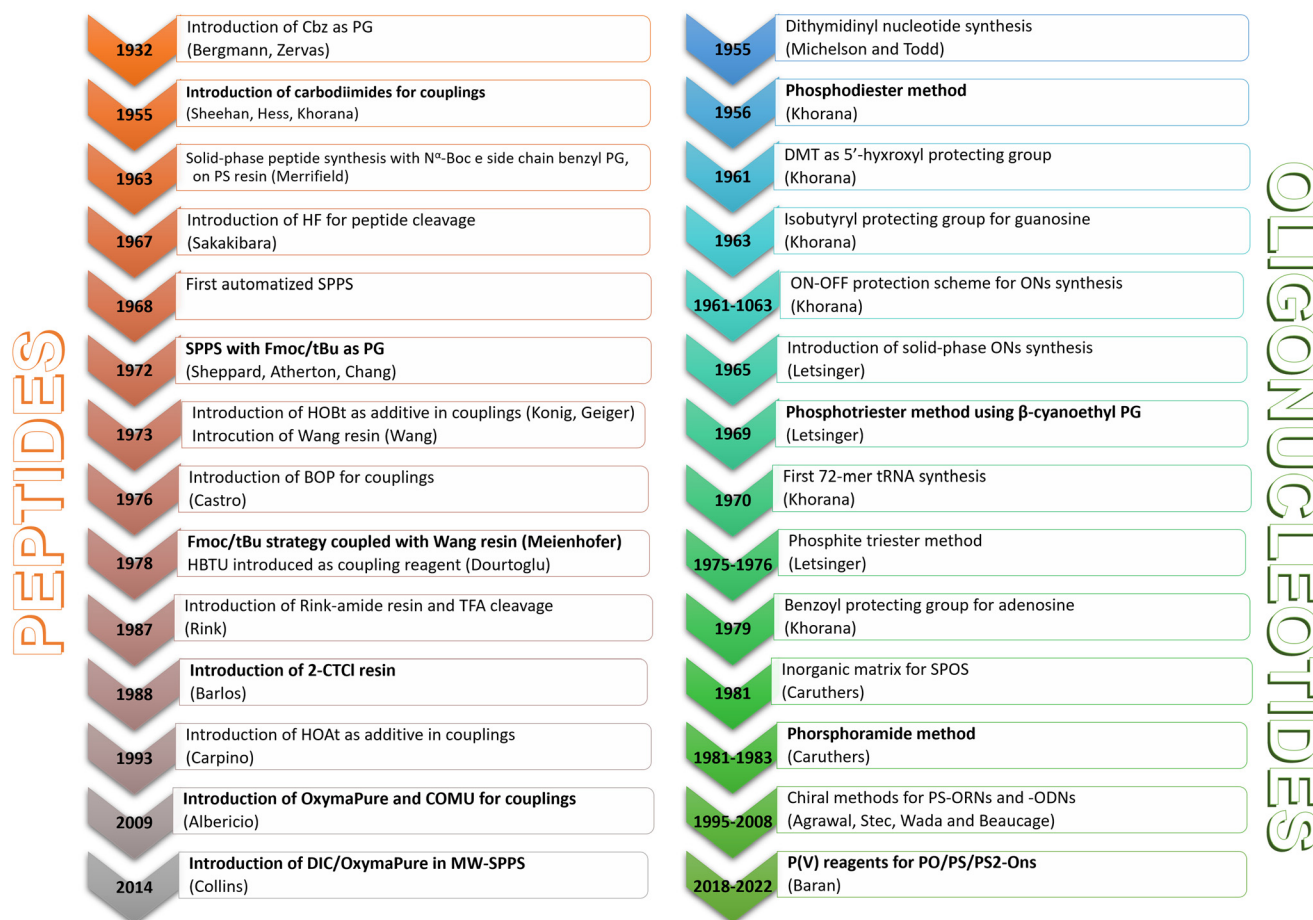 PEPTIDES
1932
Introduction of Cbz as PG
(Bergmann, Zervas)
1955
Introduction of carbodiimides for couplings
(Sheehan, Hess, Khorana)
1963
Solid-phase peptide synthesis with Nα-Boc e side chain benzyl PG,
on PS resin (Merrifield)
1967
Introduction of HF for peptide cleavage
(Sakakibara)
1968
First automatized SPPS
1972
SPPS with Fmoc/tBu as PG
(Sheppard, Atherton, Chang)
1973
Introduction of HOBt as additive in couplings (Konig, Geiger)
Introcution of Wang resin (Wang)
1976
Introduction of BOP for couplings
(Castro)
1978
Fmoc/tBu strategy coupled with Wang resin (Meienhofer)
HBTU introduced as coupling reagent (Dourtoglu)
1987
Introduction of Rink-amide resin and TFA cleavage
(Rink)
1988
Introduction of 2-CTCl resin
(Barlos)
1993
Introduction of HOAt as additive in couplings
(Carpino)
2009
Introduction of OxymaPure and COMU for couplings
(Albericio)
2014
Introduction of DIC/OxymaPure in MW-SPPS
(Collins)
1955
Dithymidinyl nucleotide synthesis
(Michelson and Todd)
1956
Phosphodiester method
(Khorana)
1961
DMT as 5’-hyxroxyl protecting group
(Khorana)
1963
Isobutyryl protecting group for guanosine
(Khorana)
1961-1063
ON-OFF protection scheme for ONs synthesis
(Khorana)
1965
Introduction of solid-phase ONs synthesis
(Letsinger)
1969
Phosphotriester method using β-cyanoethyl PG
(Letsinger)
1970
First 72-mer tRNA synthesis
(Khorana)
1975-1976
Phosphite triester method
(Letsinger)
1979
Benzoyl protecting group for adenosine
(Khorana)
1981
Inorganic matrix for SPOS
(Caruthers)
1981-1983
Phorsphoramide method
(Caruthers)
1995-2008
Chiral methods for PS-ORNs and -ODNs
(Agrawal, Stec, Wada and Beaucage)
2018-2022
P(V) reagents for PO/PS/PS2-Ons
(Baran)
OLIGONUCLEOTIDES